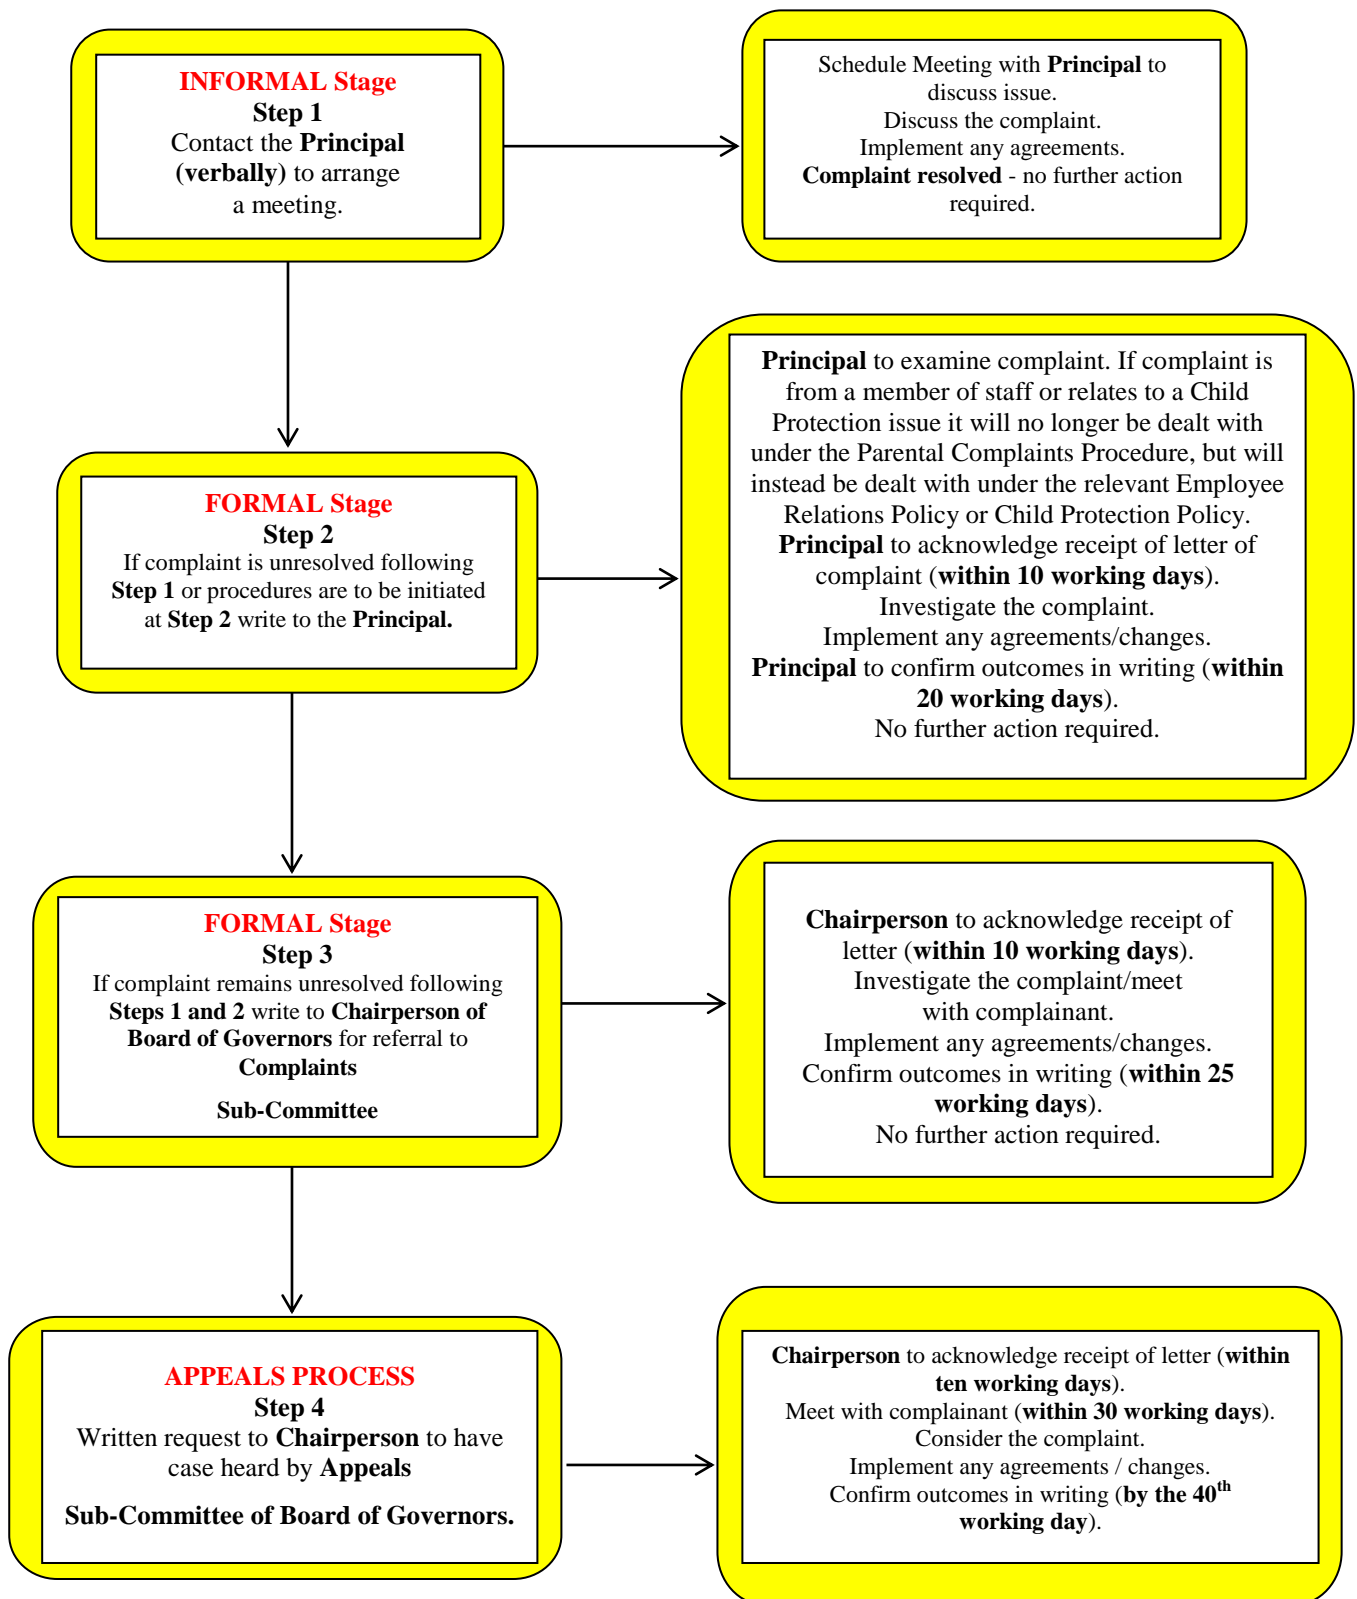 INFORMAL Stage
Step 1
Contact the Principal
(verbally) to arrange
a meeting.
Schedule Meeting with Principal to
discuss issue.
Discuss the complaint.
Implement any agreements.
Complaint resolved - no further action
required.
FORMAL Stage
Step 2
If complaint is unresolved following
Step 1 or procedures are to be initiated
at Step 2 write to the Principal.
Principal to examine complaint. If complaint is
from a member of staff or relates to a Child
Protection issue it will no longer be dealt with
under the Parental Complaints Procedure, but will
instead be dealt with under the relevant Employee
Relations Policy or Child Protection Policy.
Principal to acknowledge receipt of letter of
complaint (within 10 working days).
Investigate the complaint.
Implement any agreements/changes.
Principal to confirm outcomes in writing (within
20 working days).
No further action required.
FORMAL Stage
Step 3
If complaint remains unresolved following
Steps 1 and 2 write to Chairperson of
Board of Governors for referral to
Complaints
Sub-Committee
Chairperson to acknowledge receipt of
letter (within 10 working days).
Investigate the complaint/meet
with complainant.
Implement any agreements/changes.
Confirm outcomes in writing (within 25
working days).
No further action required.
APPEALS PROCESS
Step 4
Written request to Chairperson to have
case heard by Appeals
Sub-Committee of Board of Governors.
Chairperson to acknowledge receipt of letter (within
ten working days).
Meet with complainant (within 30 working days).
Consider the complaint.
Implement any agreements / changes.
Confirm outcomes in writing (by the 40th
working day).